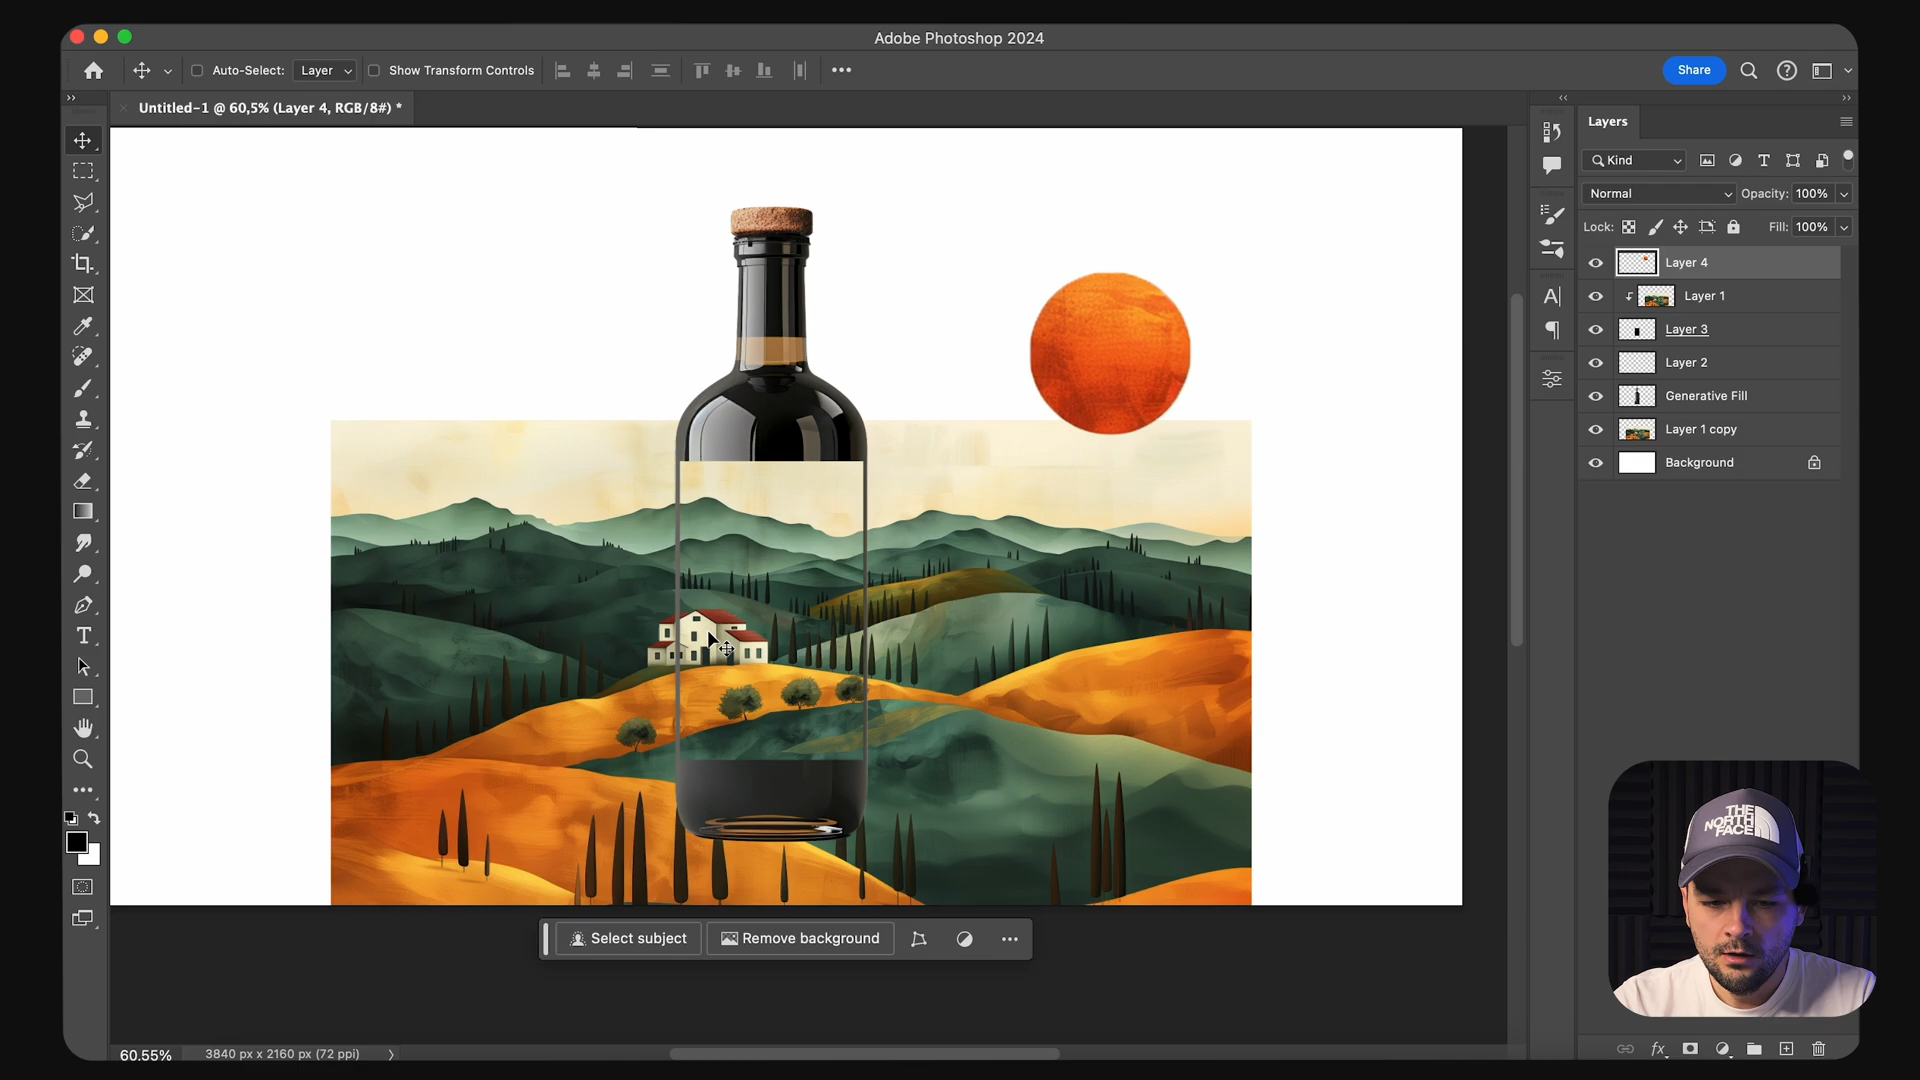 Adobe Photoshop 2024
Auto-Select: Layer Show Transform Controls
Share
Untitled-1 @ 60,5% (Layer 4, RGB/8#) *
Layers
Kind
Normal Opacity: 100%
Lock: Fill: 100%
Layer 4
Layer 1
Layer 3
Layer 2
Generative Fill
Layer 1 copy
Background
Select subject Remove background
60.55% 3840 px x 2160 px (72 ppi)
THE
NORTH
FACE